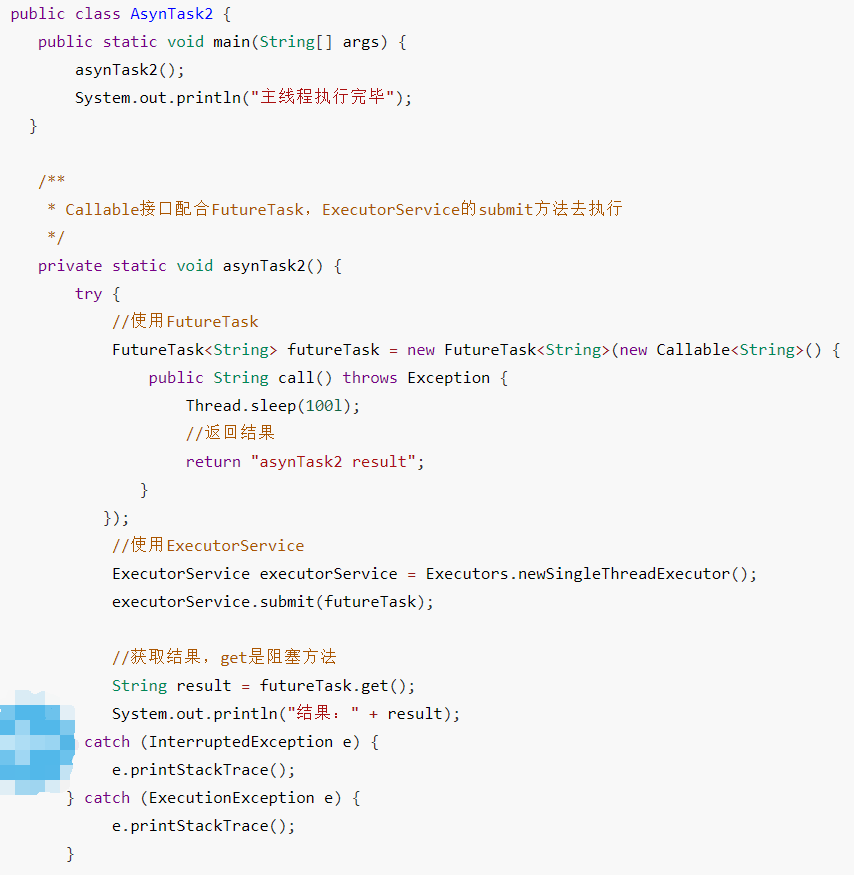 public class AsynTask2 {
public static void main(String[] args) {
asynTask2();
System.out.println("主线程执行完毕");
}
/**
* Callable接口配合FutureTask，ExecutorService的submit方法去执行
*/
private static void asynTask2() {
try {
//使用FutureTask
FutureTask<String> futureTask = new FutureTask<String>(new Callable<String>() {
public String call() throws Exception {
Thread.sleep(100l);
//返回结果
return "asynTask2 result";
}
});
//使用ExecutorService
ExecutorService executorService = Executors.newSingleThreadExecutor();
executorService.submit(futureTask);
//获取结果，get是阻塞方法
String result = futureTask.get();
System.out.println("结果：" + result);
catch (InterruptedException e) {
e.printStackTrace();
} catch (ExecutionException e) {
e.printStackTrace();
}